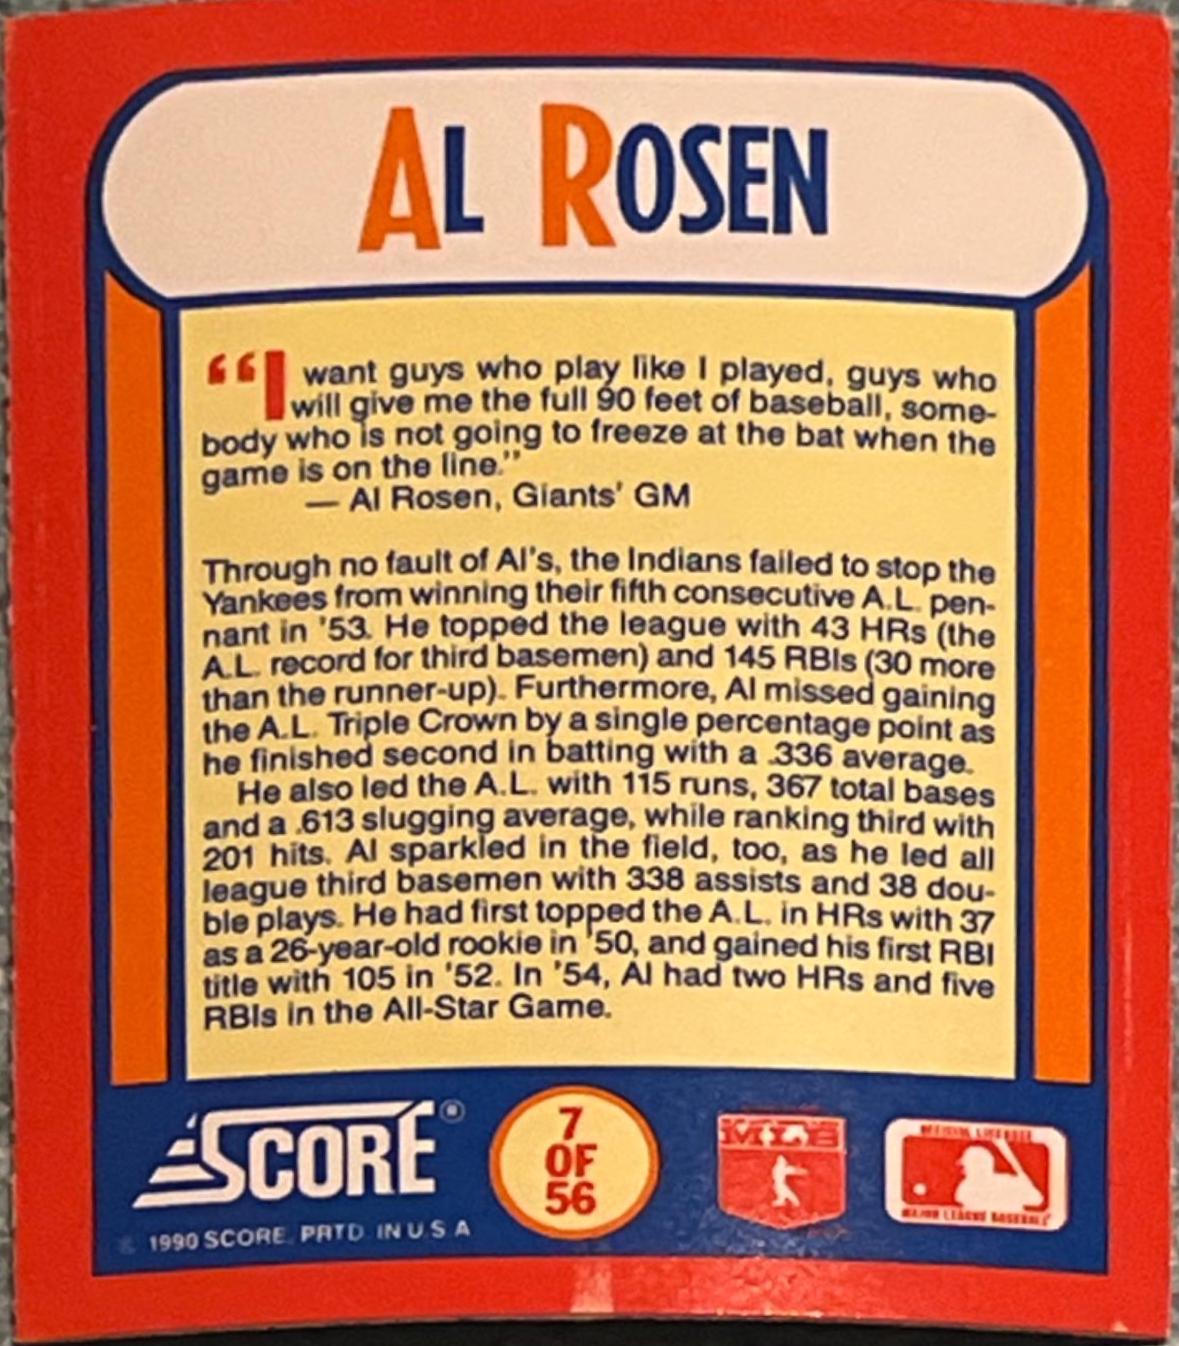 AL ROSEN
“I want guys who play like I played, guys who
will give me the full 90 feet of baseball, some-
body who is not going to freeze at the bat when the
game is on the line.”
— Al Rosen, Giants' GM
Through no fault of Al's, the Indians failed to stop the
Yankees from winning their fifth consecutive A.L. pen-
nant in '53. He topped the league with 43 HRs (the
A.L. record for third basemen) and 145 RBIs (30 more
than the runner-up). Furthermore, Al missed gaining
the A.L. Triple Crown by a single percentage point as
he finished second in batting with a .336 average.
He also led the A.L. with 115 runs, 367 total bases
and a .613 slugging average, while ranking third with
201 hits. Al sparkled in the field, too, as he led all
league third basemen with 338 assists and 38 dou-
ble plays. He had first topped the A.L. in HRs with 37
as a 26-year-old rookie in '50, and gained his first RBI
title with 105 in '52. In '54, Al had two HRs and five
RBIs in the All-Star Game.
SCORE®
© 1990 SCORE. PRTD. IN U.S.A
7
OF
56
MLB
OFFICIAL LICENSEE
MAJOR LEAGUE BASEBALL